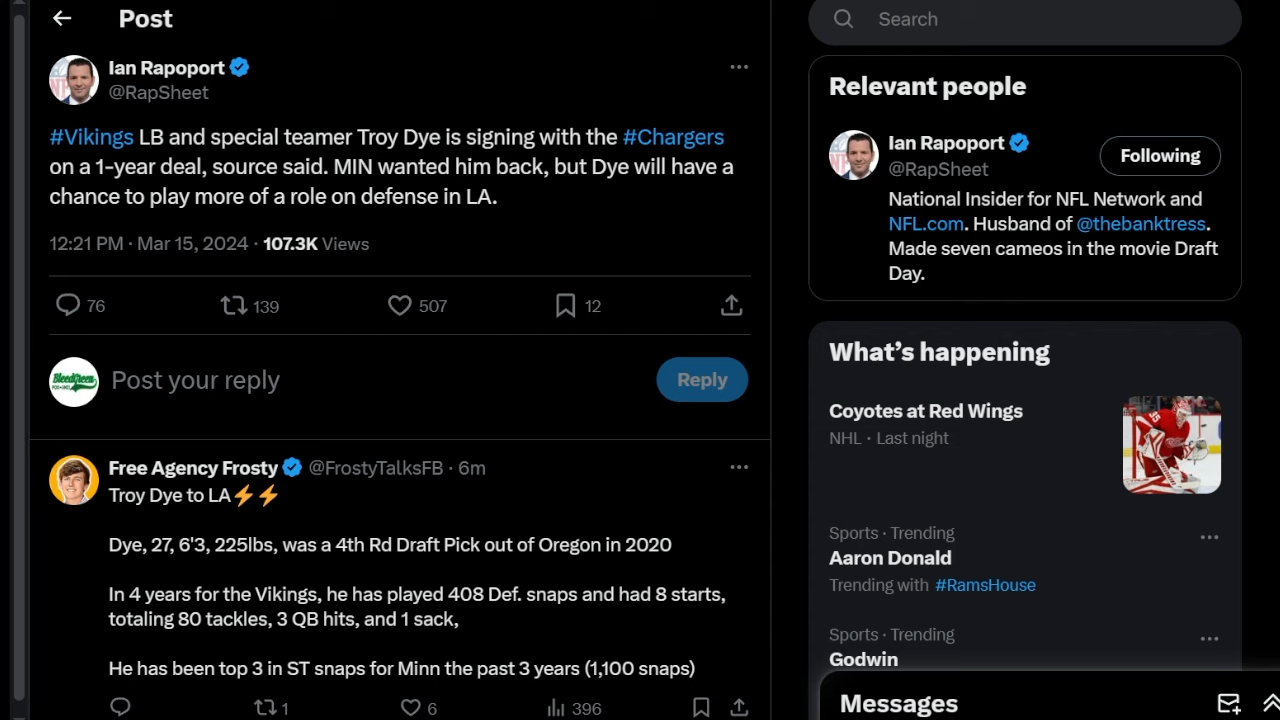 Post
Ian Rapoport
@RapSheet
#Vikings LB and special teamer Troy Dye is signing with the #Chargers
on a 1-year deal, source said. MIN wanted him back, but Dye will have a
chance to play more of a role on defense in LA.
12:21 PM · Mar 15, 2024 · 107.3K Views
76 139 507 12
BleedGreen
Post your reply
Reply
Free Agency Frosty @FrostyTalksFB · 6m
Troy Dye to LA⚡⚡
Dye, 27, 6'3, 225lbs, was a 4th Rd Draft Pick out of Oregon in 2020
In 4 years for the Vikings, he has played 408 Def. snaps and had 8 starts,
totaling 80 tackles, 3 QB hits, and 1 sack,
He has been top 3 in ST snaps for Minn the past 3 years (1,100 snaps)
1 6 396
Search
Relevant people
Ian Rapoport
@RapSheet
Following
National Insider for NFL Network and
NFL.com. Husband of @thebanktress.
Made seven cameos in the movie Draft
Day.
What's happening
Coyotes at Red Wings
NHL · Last night
35
Sports · Trending
Aaron Donald
Trending with #RamsHouse
Sports · Trending
Godwin
Messages